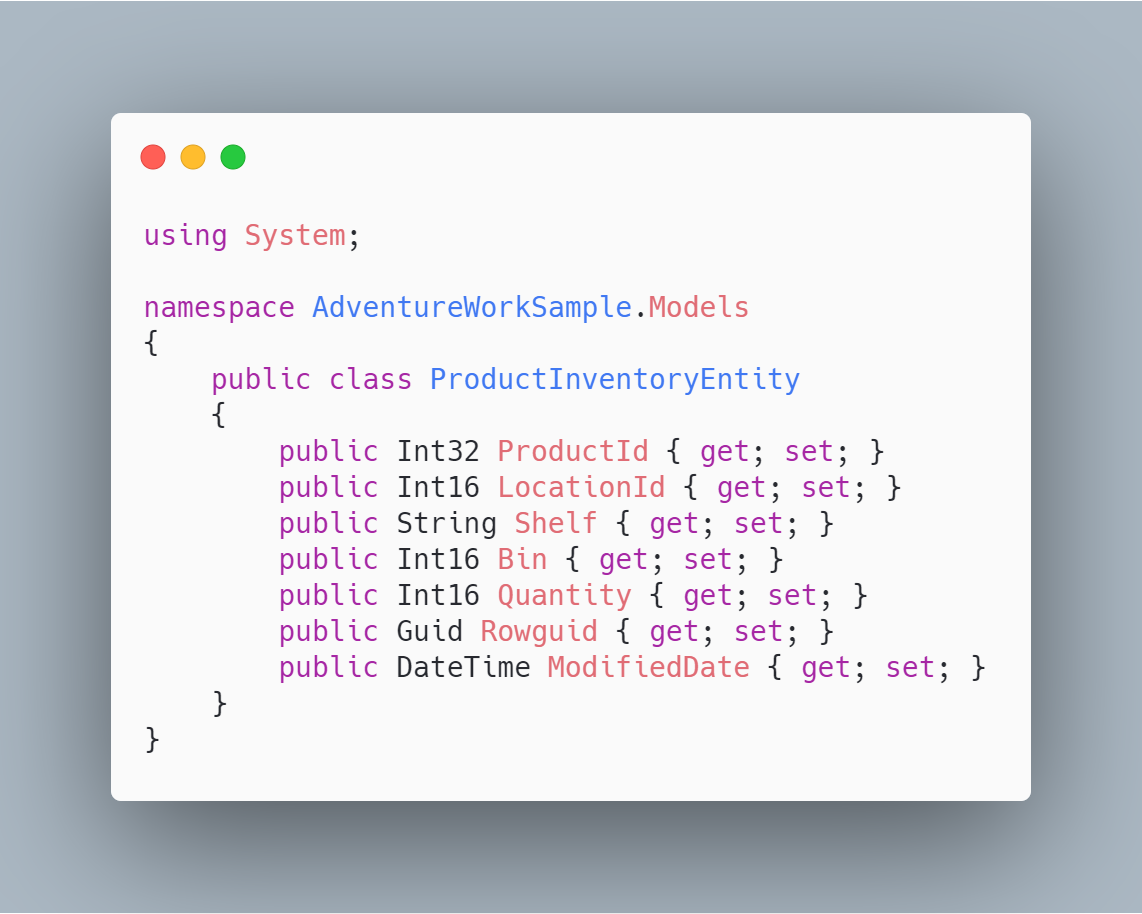 using System;

namespace AdventureWorkSample.Models
{
    public class ProductInventoryEntity
    {
        public Int32 ProductId { get; set; }
        public Int16 LocationId { get; set; }
        public String Shelf { get; set; }
        public Int16 Bin { get; set; }
        public Int16 Quantity { get; set; }
        public Guid Rowguid { get; set; }
        public DateTime ModifiedDate { get; set; }
    }
}